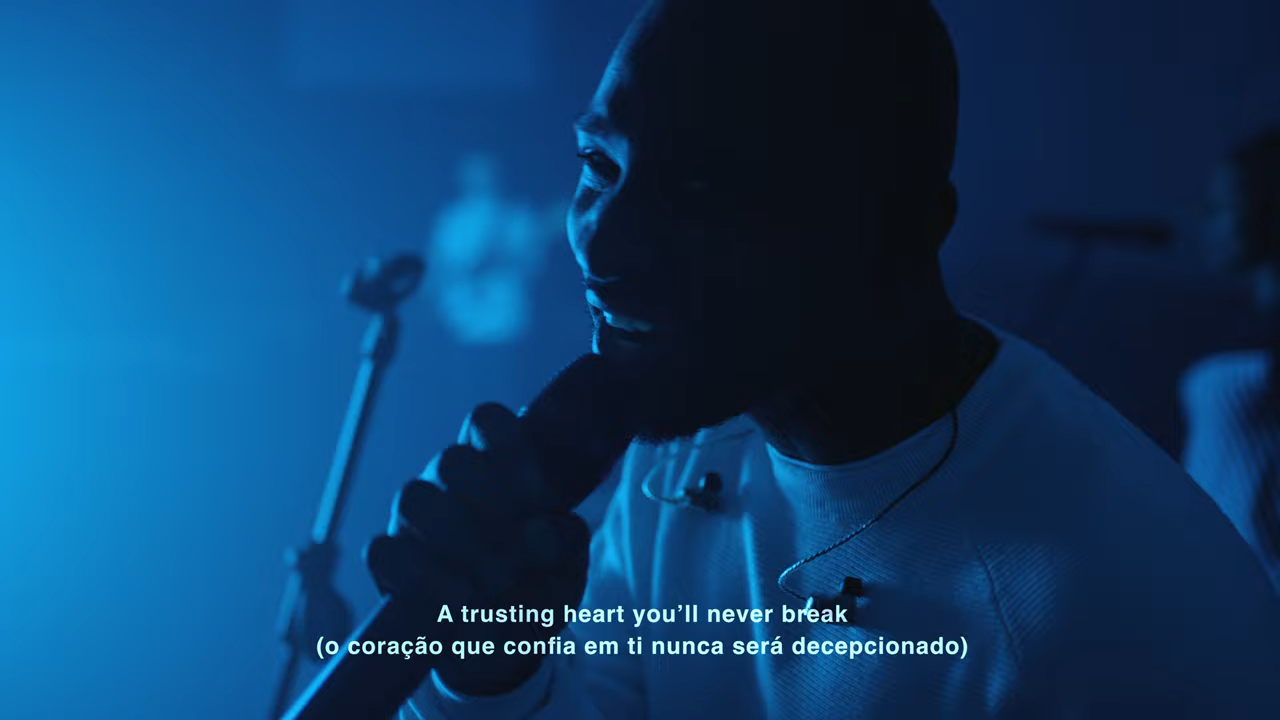 A trusting heart you’ll never break
(o coração que confia em ti nunca será decepcionado)